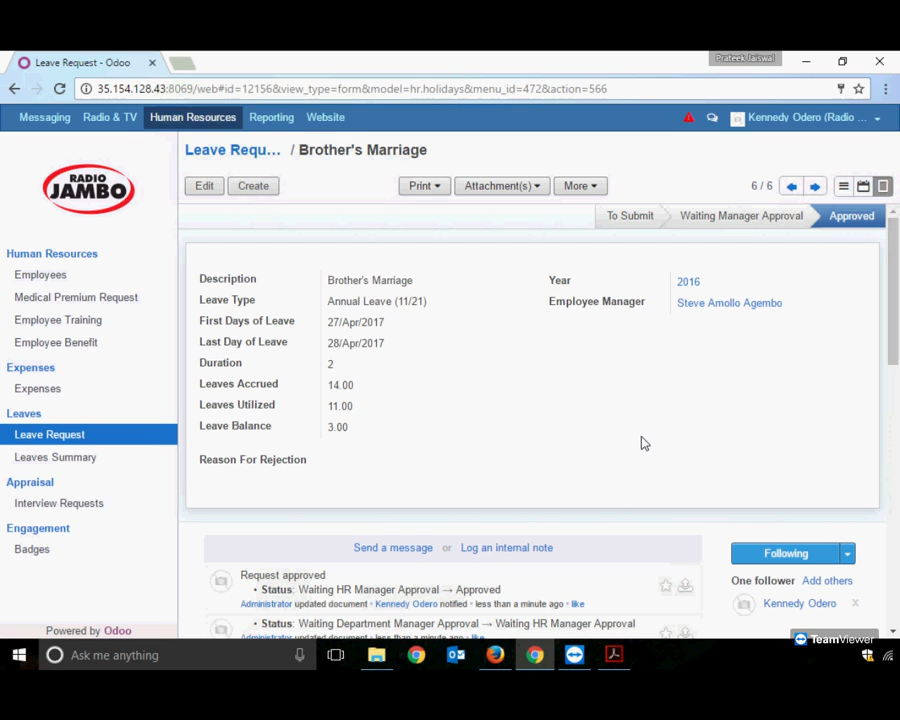 Prateek Jaiswal
Leave Request - Odoo
35.154.128.43:8069/web#id=12156&view_type=form&model=hr.holidays&menu_id=472&action=566
Messaging Radio & TV Human Resources Reporting Website Kennedy Odero (Radio ...
Leave Requ... / Brother's Marriage
RADIO
JAMBO
Edit Create Print Attachment(s) More 6 / 6
To Submit Waiting Manager Approval Approved
Human Resources
Employees
Medical Premium Request
Employee Training
Employee Benefit
Expenses
Expenses
Leaves
Leave Request
Leaves Summary
Appraisal
Interview Requests
Engagement
Badges
Powered by Odoo
Description Brother's Marriage Year 2016
Leave Type Annual Leave (11/21) Employee Manager Steve Amollo Agembo
First Days of Leave 27/Apr/2017
Last Day of Leave 28/Apr/2017
Duration 2
Leaves Accrued 14.00
Leaves Utilized 11.00
Leave Balance 3.00
Reason For Rejection
Send a message or Log an internal note
Following
Request approved
• Status: Waiting HR Manager Approval → Approved
Administrator updated document • Kennedy Odero notified • less than a minute ago • like
One follower Add others
Kennedy Odero X
• Status: Waiting Department Manager Approval → Waiting HR Manager Approval
Administrator updated document • less than a minute ago • like
TeamViewer
Ask me anything